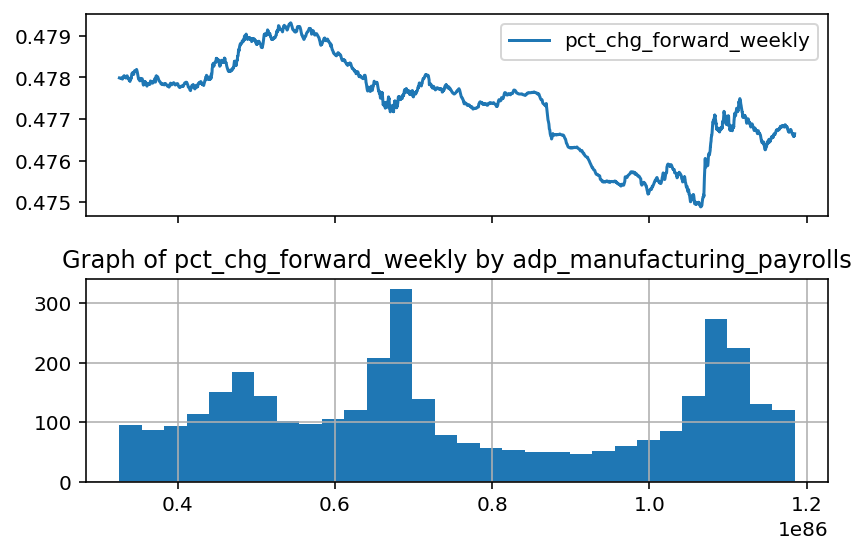 0.479
0.478
0.477
0.476
0.475
pct_chg_forward_weekly
Graph of pct_chg_forward_weekly by adp_manufacturing_payrolls
300
200
100
0
0.4 0.6 0.8 1.0 1.2
1e86